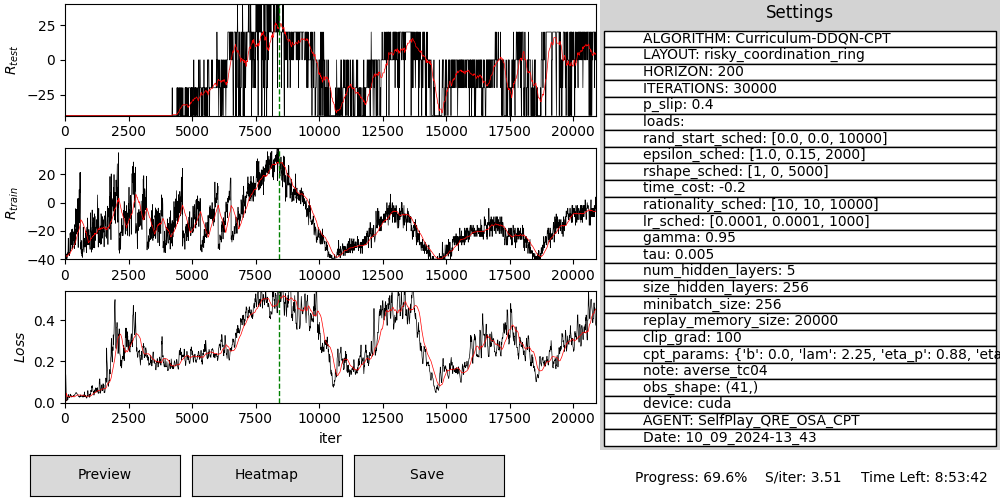 Settings
R_test
25
0
−25
0 2500 5000 7500 10000 12500 15000 17500 20000
R_train
20
0
−20
−40
0 2500 5000 7500 10000 12500 15000 17500 20000
Loss
0.4
0.2
0.0
0 2500 5000 7500 10000 12500 15000 17500 20000
iter
ALGORITHM: Curriculum-DDQN-CPT
LAYOUT: risky_coordination_ring
HORIZON: 200
ITERATIONS: 30000
p_slip: 0.4
loads:
rand_start_sched: [0.0, 0.0, 10000]
epsilon_sched: [1.0, 0.15, 2000]
rshape_sched: [1, 0, 5000]
time_cost: -0.2
rationality_sched: [10, 10, 10000]
lr_sched: [0.0001, 0.0001, 1000]
gamma: 0.95
tau: 0.005
num_hidden_layers: 5
size_hidden_layers: 256
minibatch_size: 256
replay_memory_size: 20000
clip_grad: 100
cpt_params: {'b': 0.0, 'lam': 2.25, 'eta_p': 0.88, 'eta
note: averse_tc04
obs_shape: (41,)
device: cuda
AGENT: SelfPlay_QRE_OSA_CPT
Date: 10_09_2024-13_43
Preview Heatmap Save
Progress: 69.6% S/iter: 3.51 Time Left: 8:53:42